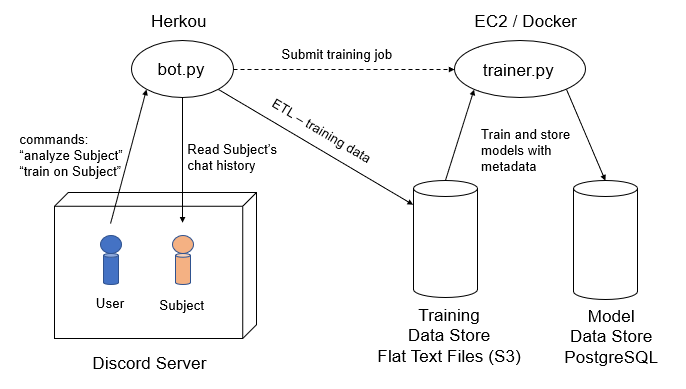 Herkou
EC2 / Docker
bot.py
Submit training job
trainer.py
ETL – training data
commands:
“analyze Subject”
“train on Subject”
Read Subject’s
chat history
Train and store
models with
metadata
User
Subject
Discord Server
Training
Data Store
Flat Text Files (S3)
Model
Data Store
PostgreSQL